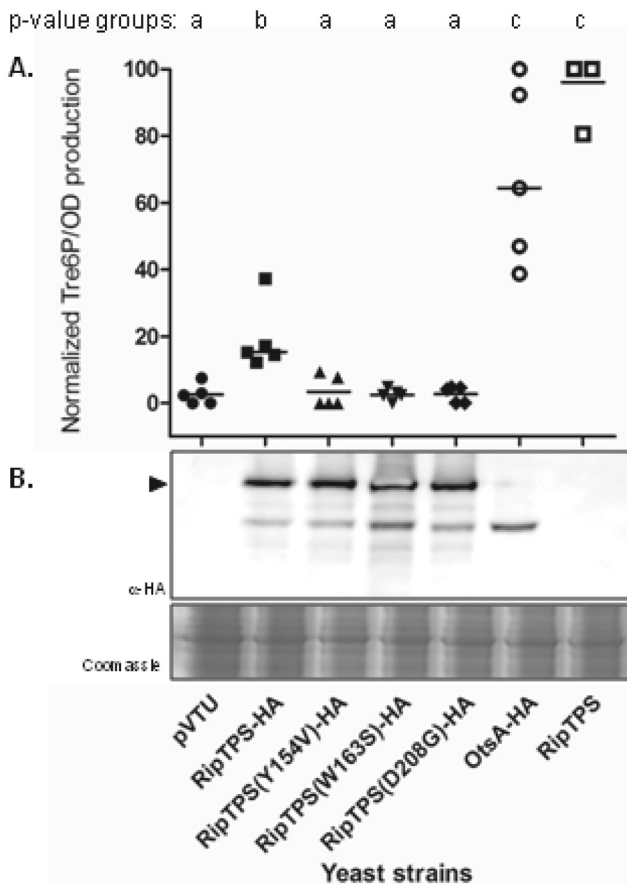 p-value groups: a b a a a c c
A.
Normalized Tre6P/OD production
100
80
60
40
20
0
B.
α-HA
Coomassie
pVTU
RipTPS-HA
RipTPS(Y154V)-HA
RipTPS(W163S)-HA
RipTPS(D208G)-HA
OtsA-HA
RipTPS
Yeast strains